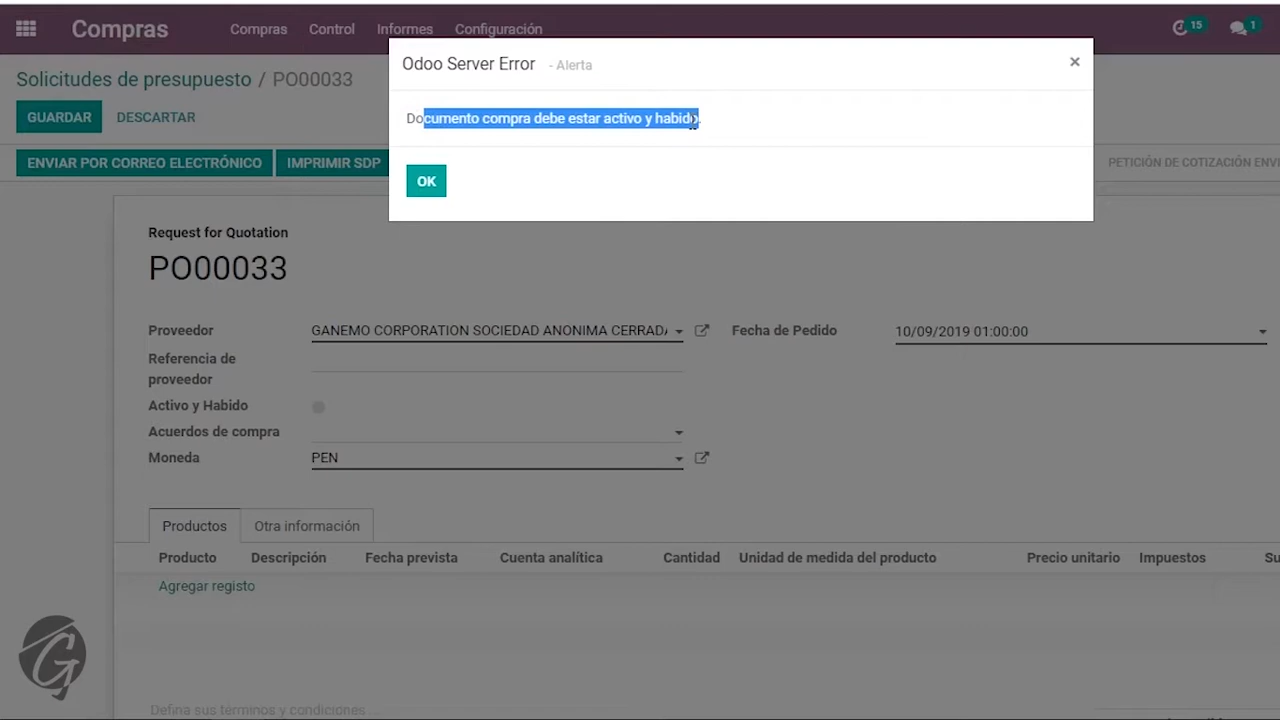 Compras
Compras Control Informes Configuración
15
1
Odoo Server Error - Alerta
×
Documento compra debe estar activo y habido.
OK
Solicitudes de presupuesto / PO00033
GUARDAR DESCARTAR
ENVIAR POR CORREO ELECTRÓNICO IMPRIMIR SDP
PETICIÓN DE COTIZACIÓN ENVI
Request for Quotation
PO00033
Proveedor GANEMO CORPORATION SOCIEDAD ANONIMA CERRADA Fecha de Pedido 10/09/2019 01:00:00
Referencia de
proveedor
Activo y Habido
Acuerdos de compra
Moneda PEN
Productos Otra información
Producto Descripción Fecha prevista Cuenta analítica Cantidad Unidad de medida del producto Precio unitario Impuestos Su
Agregar registo
G
Defina sus términos y condiciones ...